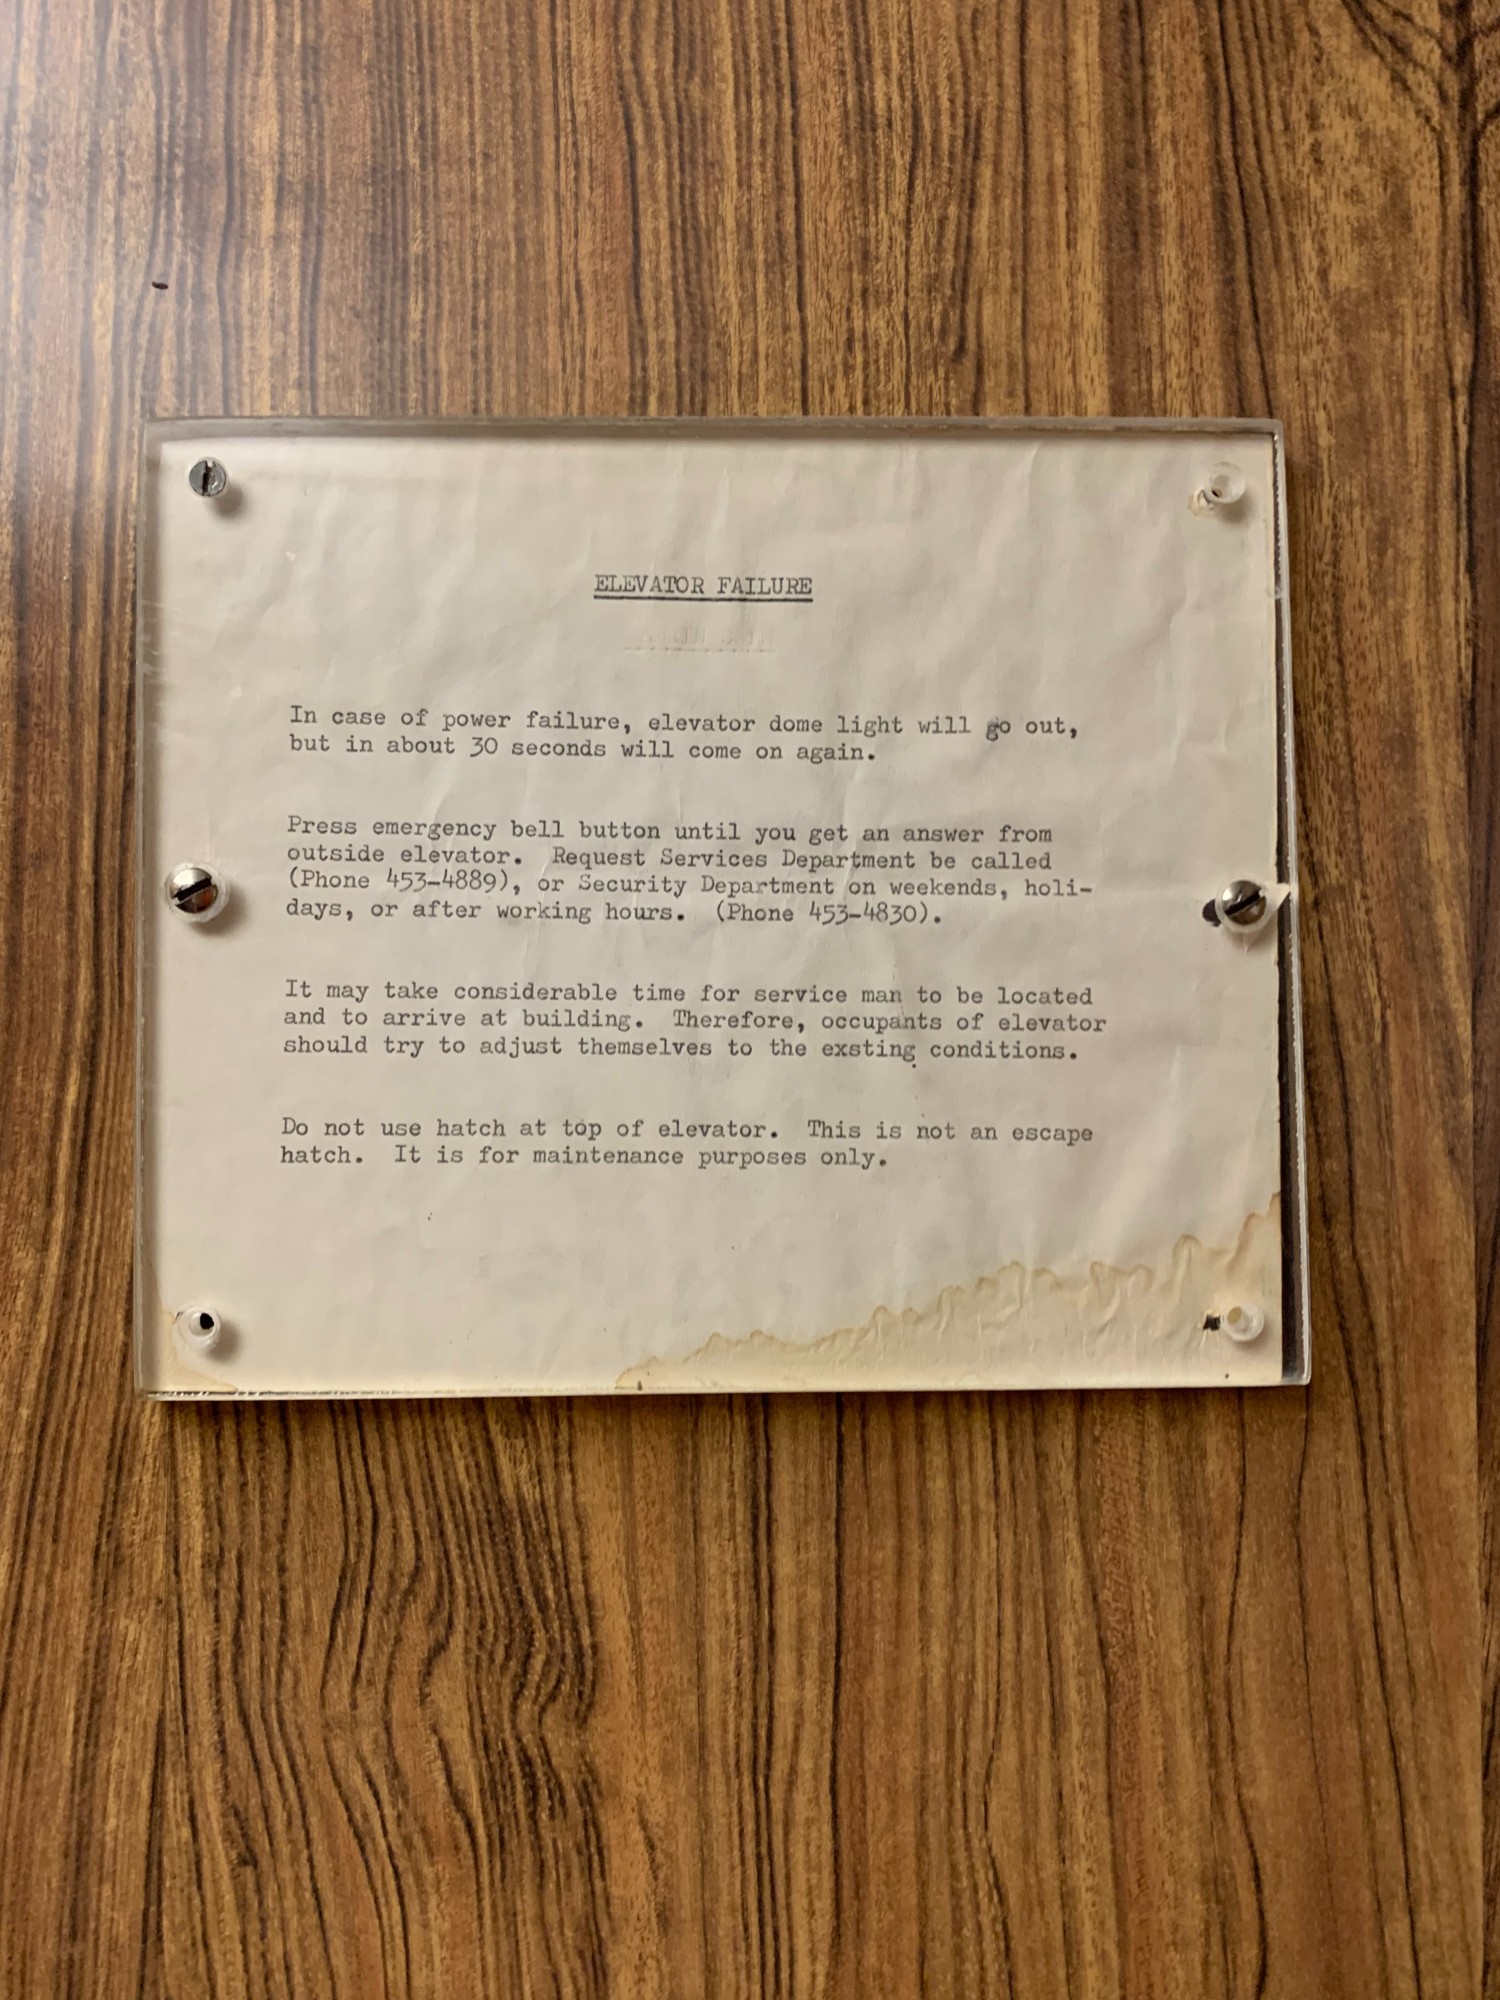 ELEVATOR FAILURE
In case of power failure, elevator dome light will go out,
but in about 30 seconds will come on again.
Press emergency bell button until you get an answer from
outside elevator. Request Services Department be called
(Phone 453-4889), or Security Department on weekends, holi-
days, or after working hours. (Phone 453-4830).
It may take considerable time for service man to be located
and to arrive at building. Therefore, occupants of elevator
should try to adjust themselves to the exsting conditions.
Do not use hatch at top of elevator. This is not an escape
hatch. It is for maintenance purposes only.